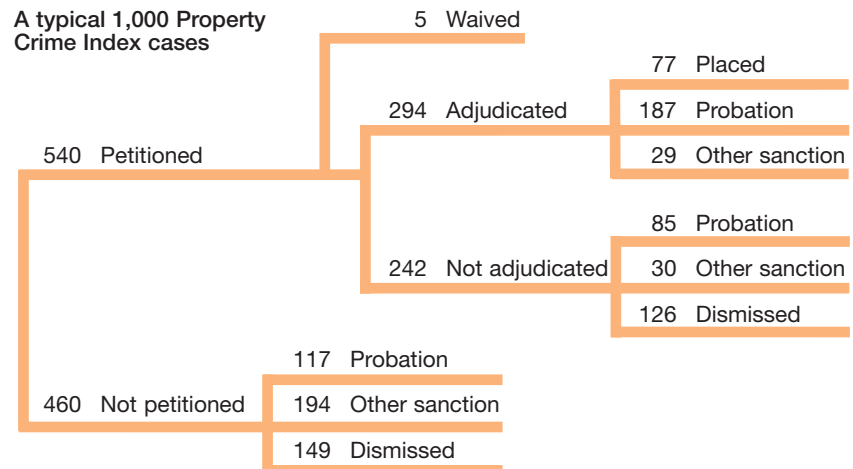 A typical 1,000 Property
Crime Index cases
5 Waived
77 Placed
294 Adjudicated
187 Probation
540 Petitioned
29 Other sanction
85 Probation
242 Not adjudicated
30 Other sanction
126 Dismissed
117 Probation
460 Not petitioned
194 Other sanction
149 Dismissed